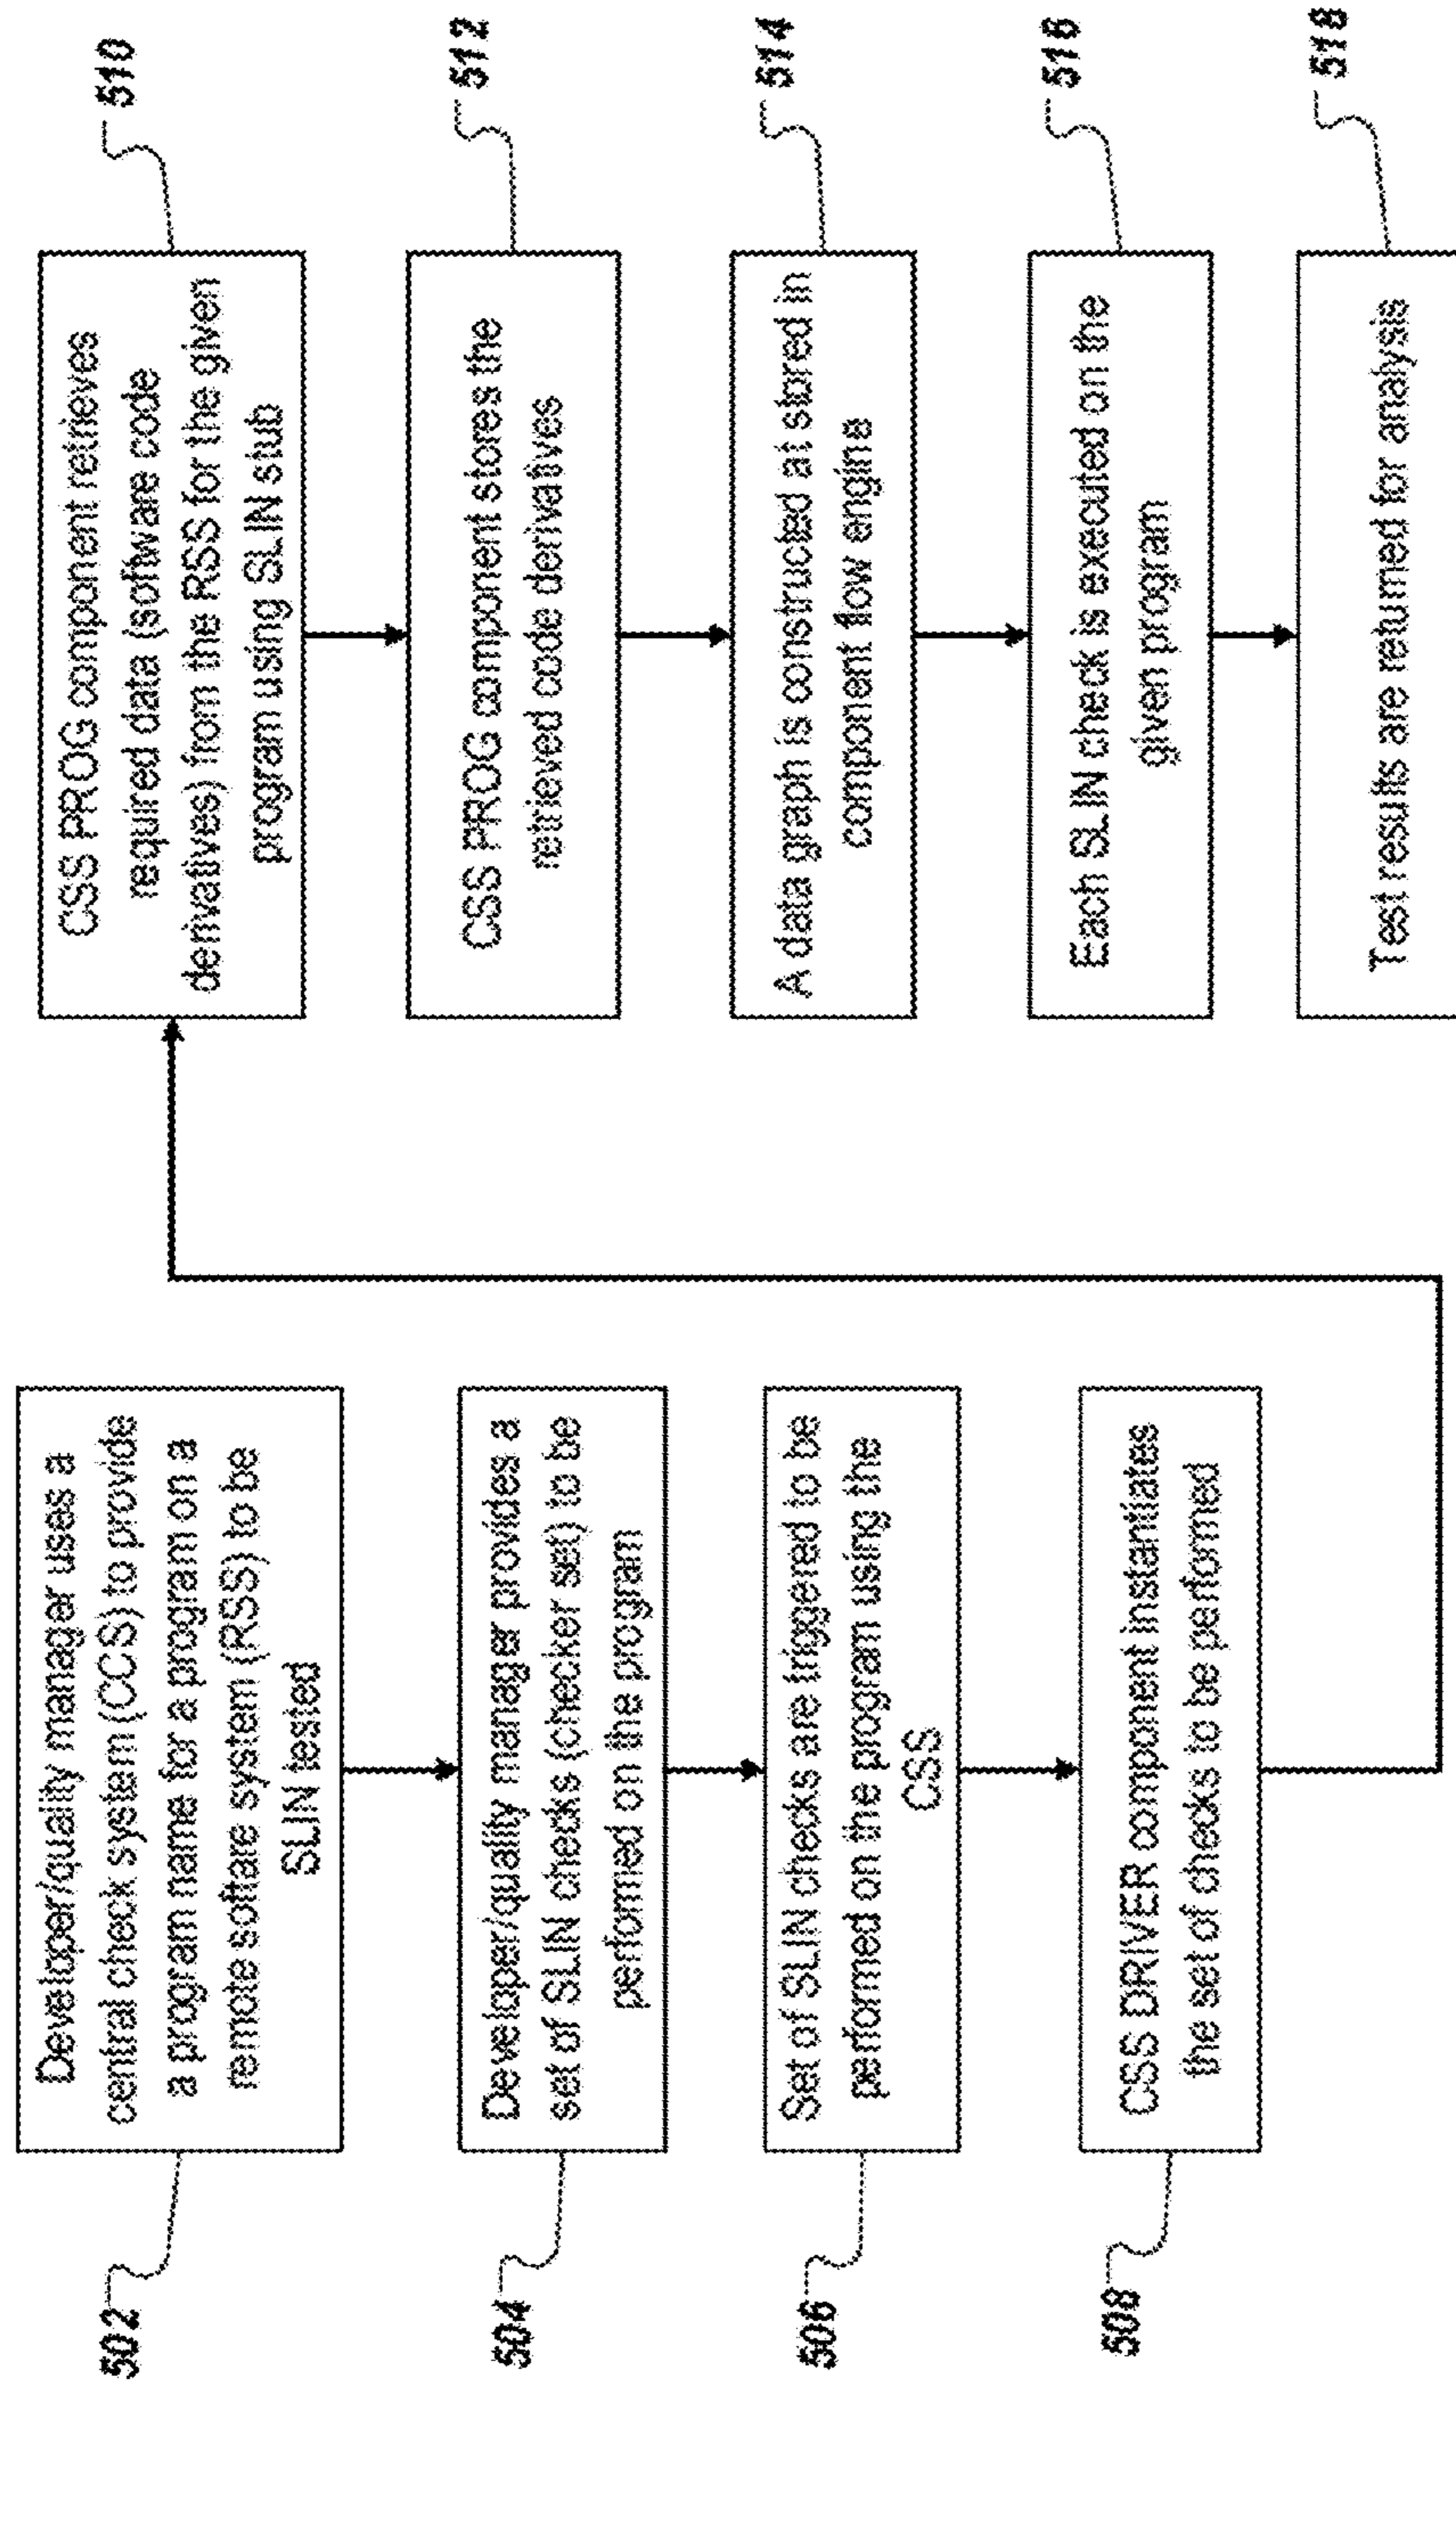 502
Developer/quality manager uses a
central check system (CCS) to provide
a program name for a program on a
remote softare system (RSS) to be
SLIN tested
504
Developer/quality manager provides a
set of SLIN checks (checker set) to be
performed on the program
506
Set of SLIN checks are triggered to be
performed on the program using the
CSS
508
CSS DRIVER component instantiates
the set of checks to be performed
510
CSS PROG component retrieves
required data (software code
derivatives) from the RSS for the given
program using SLIN stub
512
CSS PROG component stores the
retrieved code derivatives
514
A data graph is constructed at stored in
component flow engine
516
Each SLIN check is executed on the
given program
518
Test results are returned for analysis